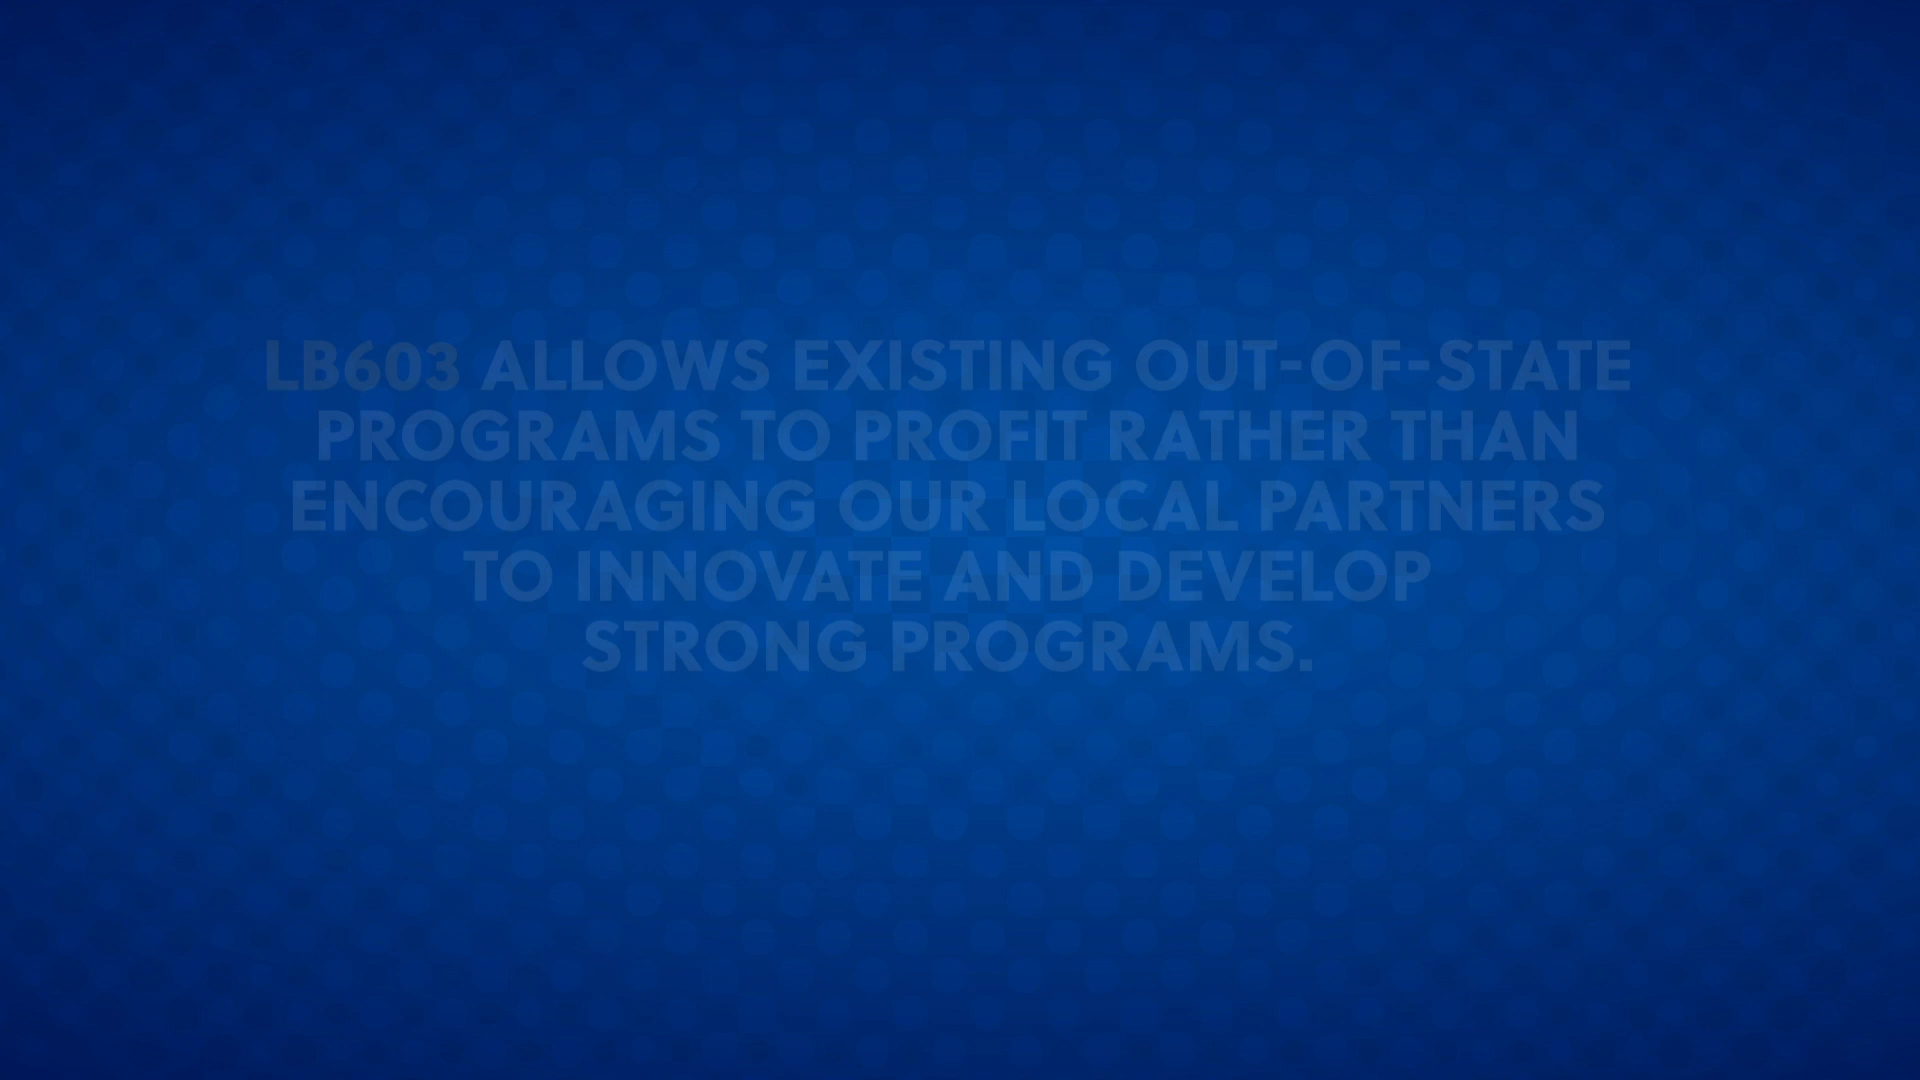 LB603 ALLOWS EXISTING OUT-OF-STATE
PROGRAMS TO PROFIT RATHER THAN
ENCOURAGING OUR LOCAL PARTNERS
TO INNOVATE AND DEVELOP
STRONG PROGRAMS.